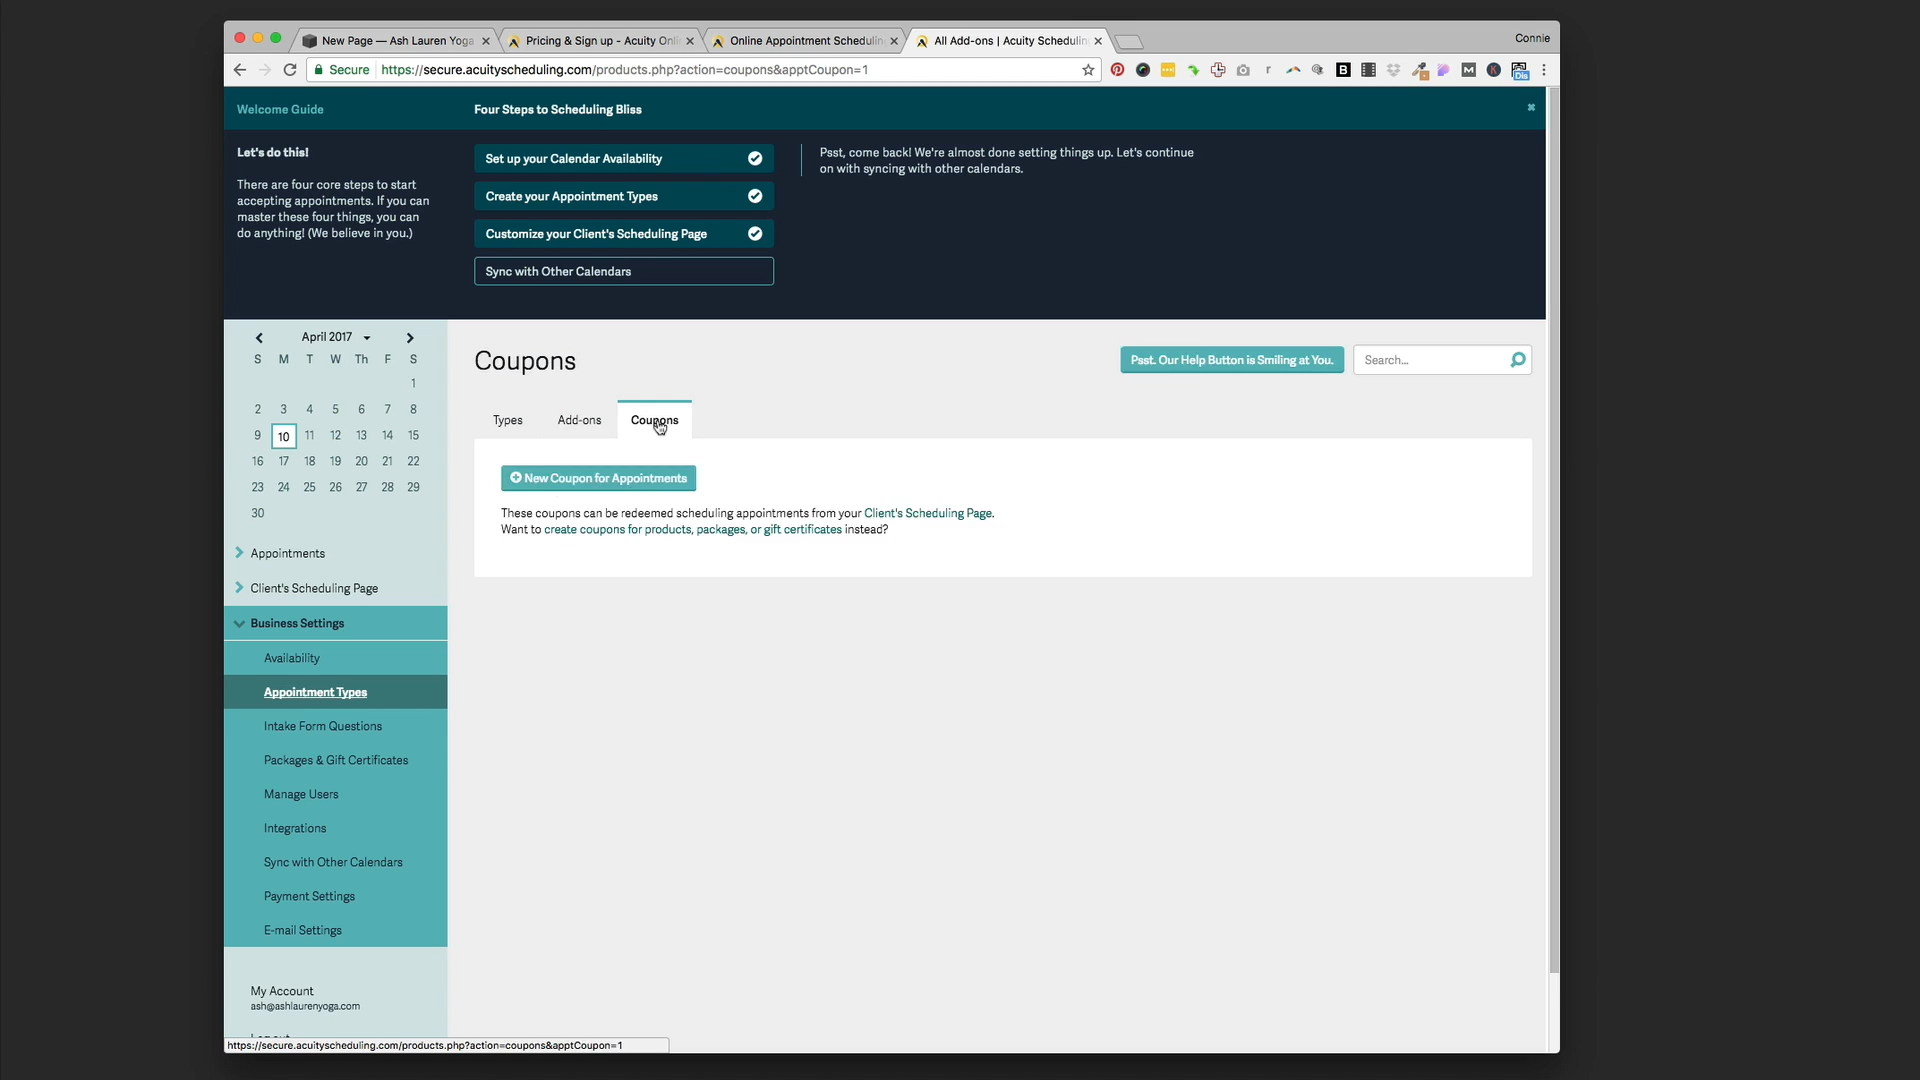 New Page — Ash Lauren Yoga
Pricing & Sign up - Acuity Onli
Online Appointment Schedulin
All Add-ons | Acuity Schedulin
Connie
Secure
https://secure.acuityscheduling.com/products.php?action=coupons&apptCoupon=1
Welcome Guide
Four Steps to Scheduling Bliss
Let's do this!
There are four core steps to start
accepting appointments. If you can
master these four things, you can
do anything! (We believe in you.)
Set up your Calendar Availability
Create your Appointment Types
Customize your Client's Scheduling Page
Sync with Other Calendars
Psst, come back! We're almost done setting things up. Let's continue
on with syncing with other calendars.
April 2017
S M T W Th F S
1
2 3 4 5 6 7 8
9 10 11 12 13 14 15
16 17 18 19 20 21 22
23 24 25 26 27 28 29
30
Appointments
Client's Scheduling Page
Business Settings
Availability
Appointment Types
Intake Form Questions
Packages & Gift Certificates
Manage Users
Integrations
Sync with Other Calendars
Payment Settings
E-mail Settings
My Account
ash@ashlaurenyoga.com
Coupons
Psst. Our Help Button is Smiling at You.
Search...
Types
Add-ons
Coupons
New Coupon for Appointments
These coupons can be redeemed scheduling appointments from your Client's Scheduling Page.
Want to create coupons for products, packages, or gift certificates instead?
https://secure.acuityscheduling.com/products.php?action=coupons&apptCoupon=1